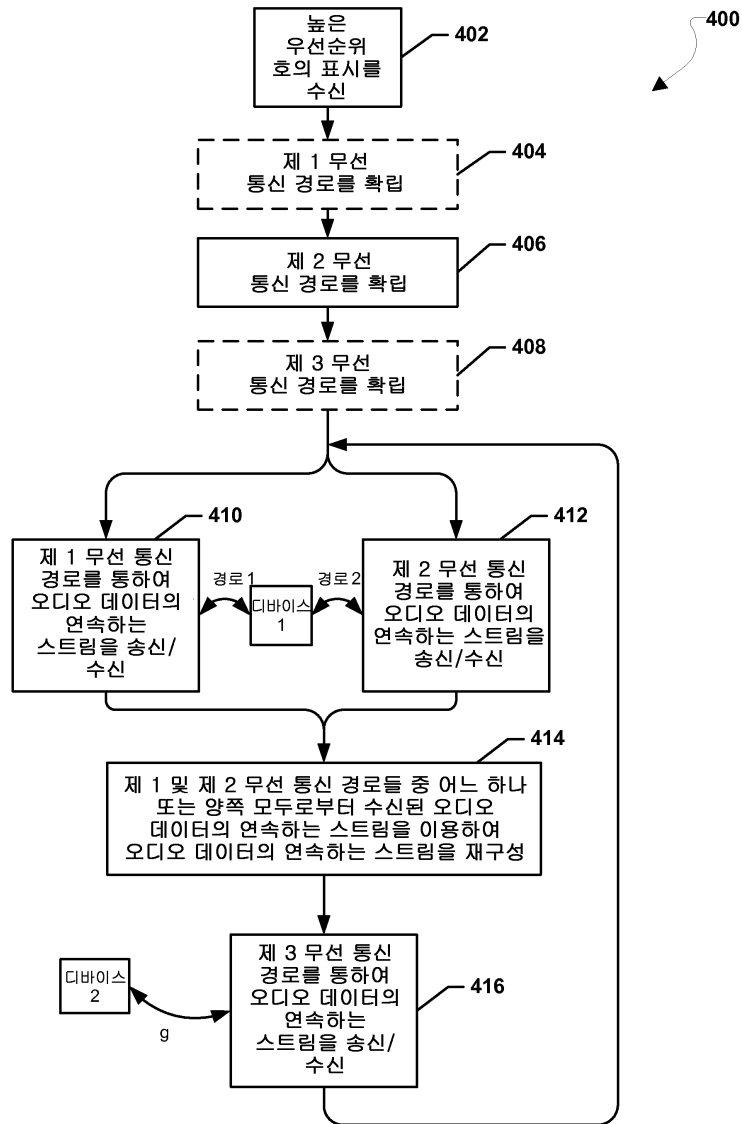 400
높은
우선순위
호의 표시를
수신
402
제 1 무선
통신 경로를 확립
404
제 2 무선
통신 경로를 확립
406
제 3 무선
통신 경로를 확립
408
410
제 1 무선 통신
경로를 통하여
오디오 데이터의
연속하는
스트림을 송신/
수신
경로 1
디바이스
1
경로 2
412
제 2 무선 통신
경로를 통하여
오디오 데이터의
연속하는 스트림을
송신/수신
414
제 1 및 제 2 무선 통신 경로들 중 어느 하나
또는 양쪽 모두로부터 수신된 오디오
데이터의 연속하는 스트림을 이용하여
오디오 데이터의 연속하는 스트림을 재구성
디바이스
2
g
제 3 무선 통신
경로를 통하여
오디오 데이터의
연속하는
스트림을 송신/
수신
416